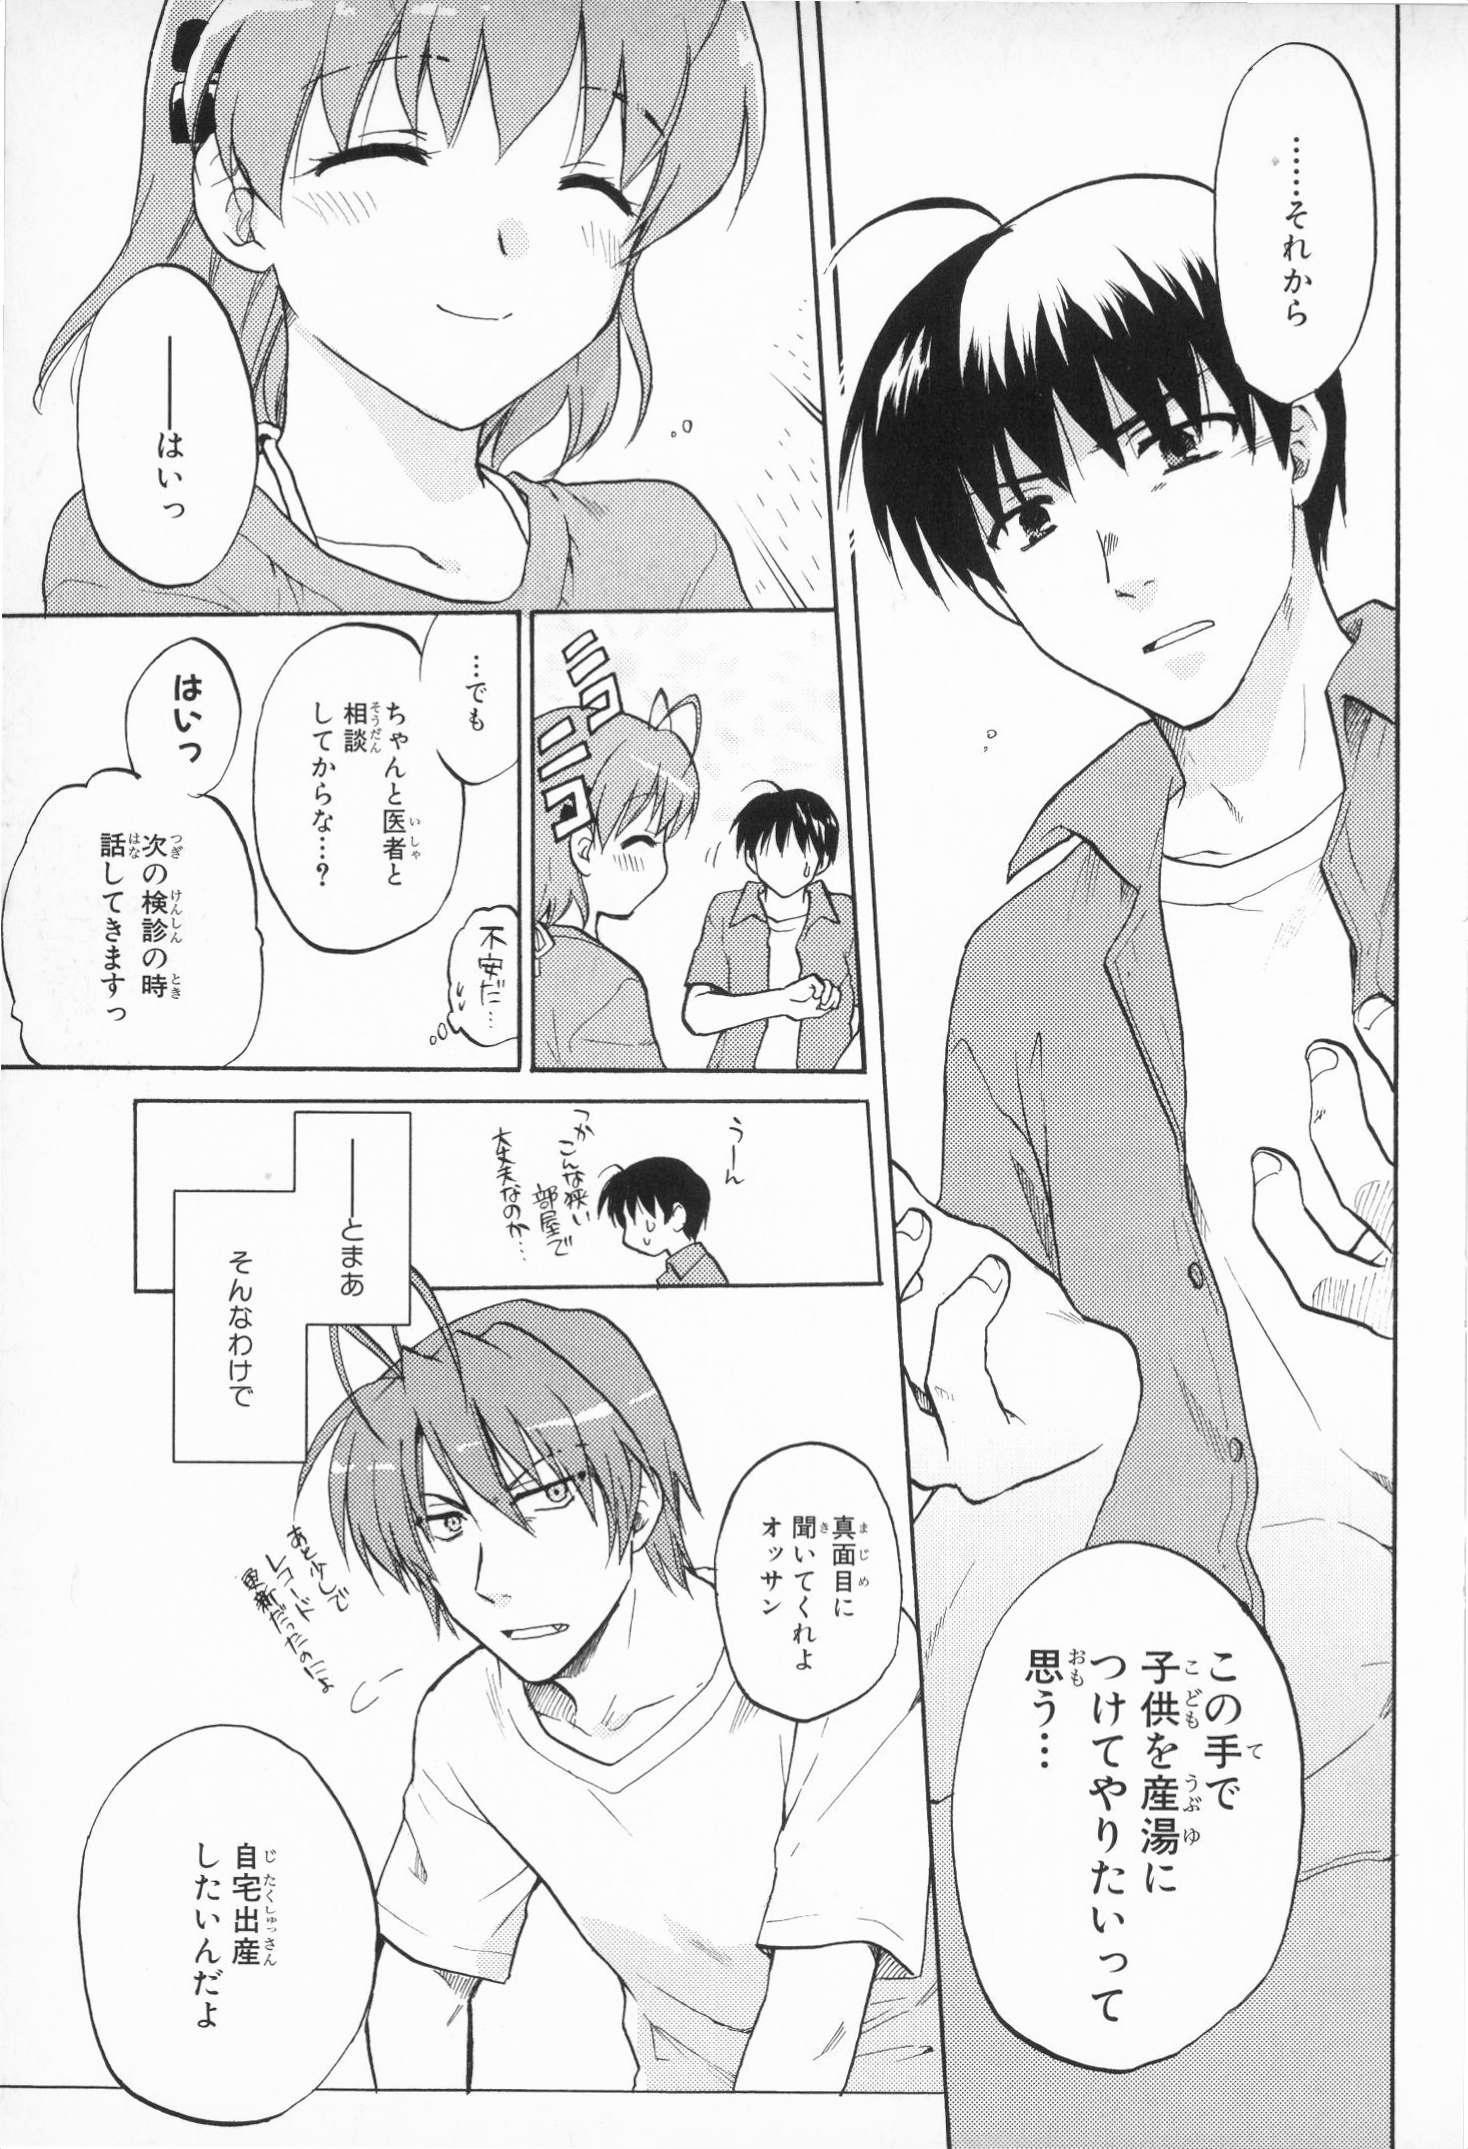 ……それから
この手で
子供を産湯に
つけてやりたいって
思う…
――はいっ
ニコ
ニコ
…でも
ちゃんと医者と
相談
してからな…?
不安だ…
はいっ
次の検診の時
話してきますっ
うーん
つかこんな狭い
部屋で
大丈夫なのか…
――とまあ
そんなわけで
真面目に
聞いてくれよ
オッサン
あと少しで
レコード
更新だったのによ
自宅出産
したいんだよ